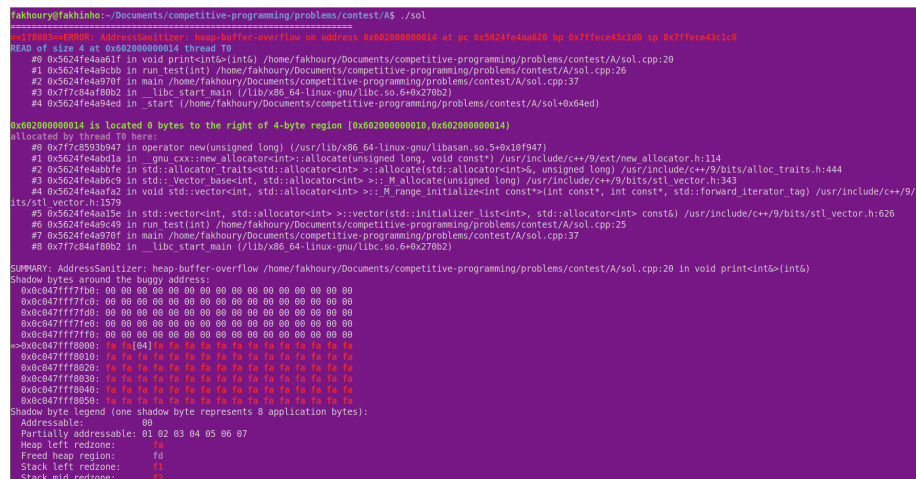 fakhoury@fakhinho:~/Documents/competitive-programming/problems/contest/A$ ./sol
=================================================================
==178083==ERROR: AddressSanitizer: heap-buffer-overflow on address 0x602000000014 at pc 0x5624fe4aa620 bp 0x7ffece43c1d0 sp 0x7ffece43c1c0
READ of size 4 at 0x602000000014 thread T0
#0 0x5624fe4aa61f in void print<int&>(int&) /home/fakhoury/Documents/competitive-programming/problems/contest/A/sol.cpp:20
#1 0x5624fe4a9cbb in run_test(int) /home/fakhoury/Documents/competitive-programming/problems/contest/A/sol.cpp:26
#2 0x5624fe4a970f in main /home/fakhoury/Documents/competitive-programming/problems/contest/A/sol.cpp:37
#3 0x7f7c84af80b2 in __libc_start_main (/lib/x86_64-linux-gnu/libc.so.6+0x270b2)
#4 0x5624fe4a94ed in _start (/home/fakhoury/Documents/competitive-programming/problems/contest/A/sol+0x64ed)
0x602000000014 is located 0 bytes to the right of 4-byte region [0x602000000010,0x602000000014)
allocated by thread T0 here:
#0 0x7f7c8593b947 in operator new(unsigned long) (/usr/lib/x86_64-linux-gnu/libasan.so.5+0x10f947)
#1 0x5624fe4abd1a in __gnu_cxx::new_allocator<int>::allocate(unsigned long, void const*) /usr/include/c++/9/ext/new_allocator.h:114
#2 0x5624fe4abbfe in std::allocator_traits<std::allocator<int> >::allocate(std::allocator<int>&, unsigned long) /usr/include/c++/9/bits/alloc_traits.h:444
#3 0x5624fe4ab6c9 in std::_Vector_base<int, std::allocator<int> >::_M_allocate(unsigned long) /usr/include/c++/9/bits/stl_vector.h:343
#4 0x5624fe4aafa2 in void std::vector<int, std::allocator<int> >::_M_range_initialize<int const*>(int const*, int const*, std::forward_iterator_tag) /usr/include/c++/9/b
its/stl_vector.h:1579
#5 0x5624fe4aa15e in std::vector<int, std::allocator<int> >::vector(std::initializer_list<int>, std::allocator<int> const&) /usr/include/c++/9/bits/stl_vector.h:626
#6 0x5624fe4a9c49 in run_test(int) /home/fakhoury/Documents/competitive-programming/problems/contest/A/sol.cpp:25
#7 0x5624fe4a970f in main /home/fakhoury/Documents/competitive-programming/problems/contest/A/sol.cpp:37
#8 0x7f7c84af80b2 in __libc_start_main (/lib/x86_64-linux-gnu/libc.so.6+0x270b2)
SUMMARY: AddressSanitizer: heap-buffer-overflow /home/fakhoury/Documents/competitive-programming/problems/contest/A/sol.cpp:20 in void print<int&>(int&)
Shadow bytes around the buggy address:
0x0c047fff7fb0: 00 00 00 00 00 00 00 00 00 00 00 00 00 00 00 00
0x0c047fff7fc0: 00 00 00 00 00 00 00 00 00 00 00 00 00 00 00 00
0x0c047fff7fd0: 00 00 00 00 00 00 00 00 00 00 00 00 00 00 00 00
0x0c047fff7fe0: 00 00 00 00 00 00 00 00 00 00 00 00 00 00 00 00
0x0c047fff7ff0: 00 00 00 00 00 00 00 00 00 00 00 00 00 00 00 00
=>0x0c047fff8000: fa fa[04]fa fa fa fa fa fa fa fa fa fa fa fa fa
0x0c047fff8010: fa fa fa fa fa fa fa fa fa fa fa fa fa fa fa fa
0x0c047fff8020: fa fa fa fa fa fa fa fa fa fa fa fa fa fa fa fa
0x0c047fff8030: fa fa fa fa fa fa fa fa fa fa fa fa fa fa fa fa
0x0c047fff8040: fa fa fa fa fa fa fa fa fa fa fa fa fa fa fa fa
0x0c047fff8050: fa fa fa fa fa fa fa fa fa fa fa fa fa fa fa fa
Shadow byte legend (one shadow byte represents 8 application bytes):
Addressable: 00
Partially addressable: 01 02 03 04 05 06 07
Heap left redzone: fa
Freed heap region: fd
Stack left redzone: f1
Stack mid redzone: f2